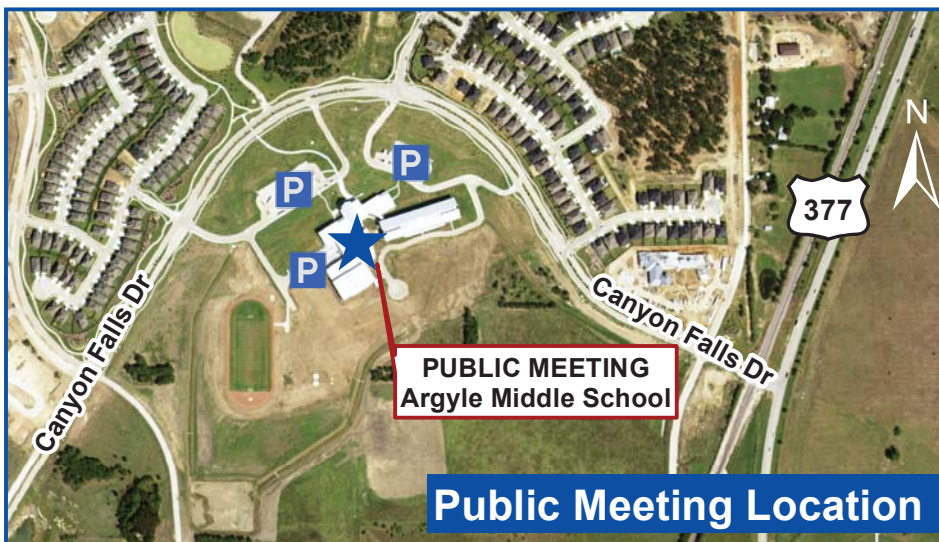 P
P
P
N
377
Canyon Falls Dr
Canyon Falls Dr
PUBLIC MEETING
Argyle Middle School
Public Meeting Location